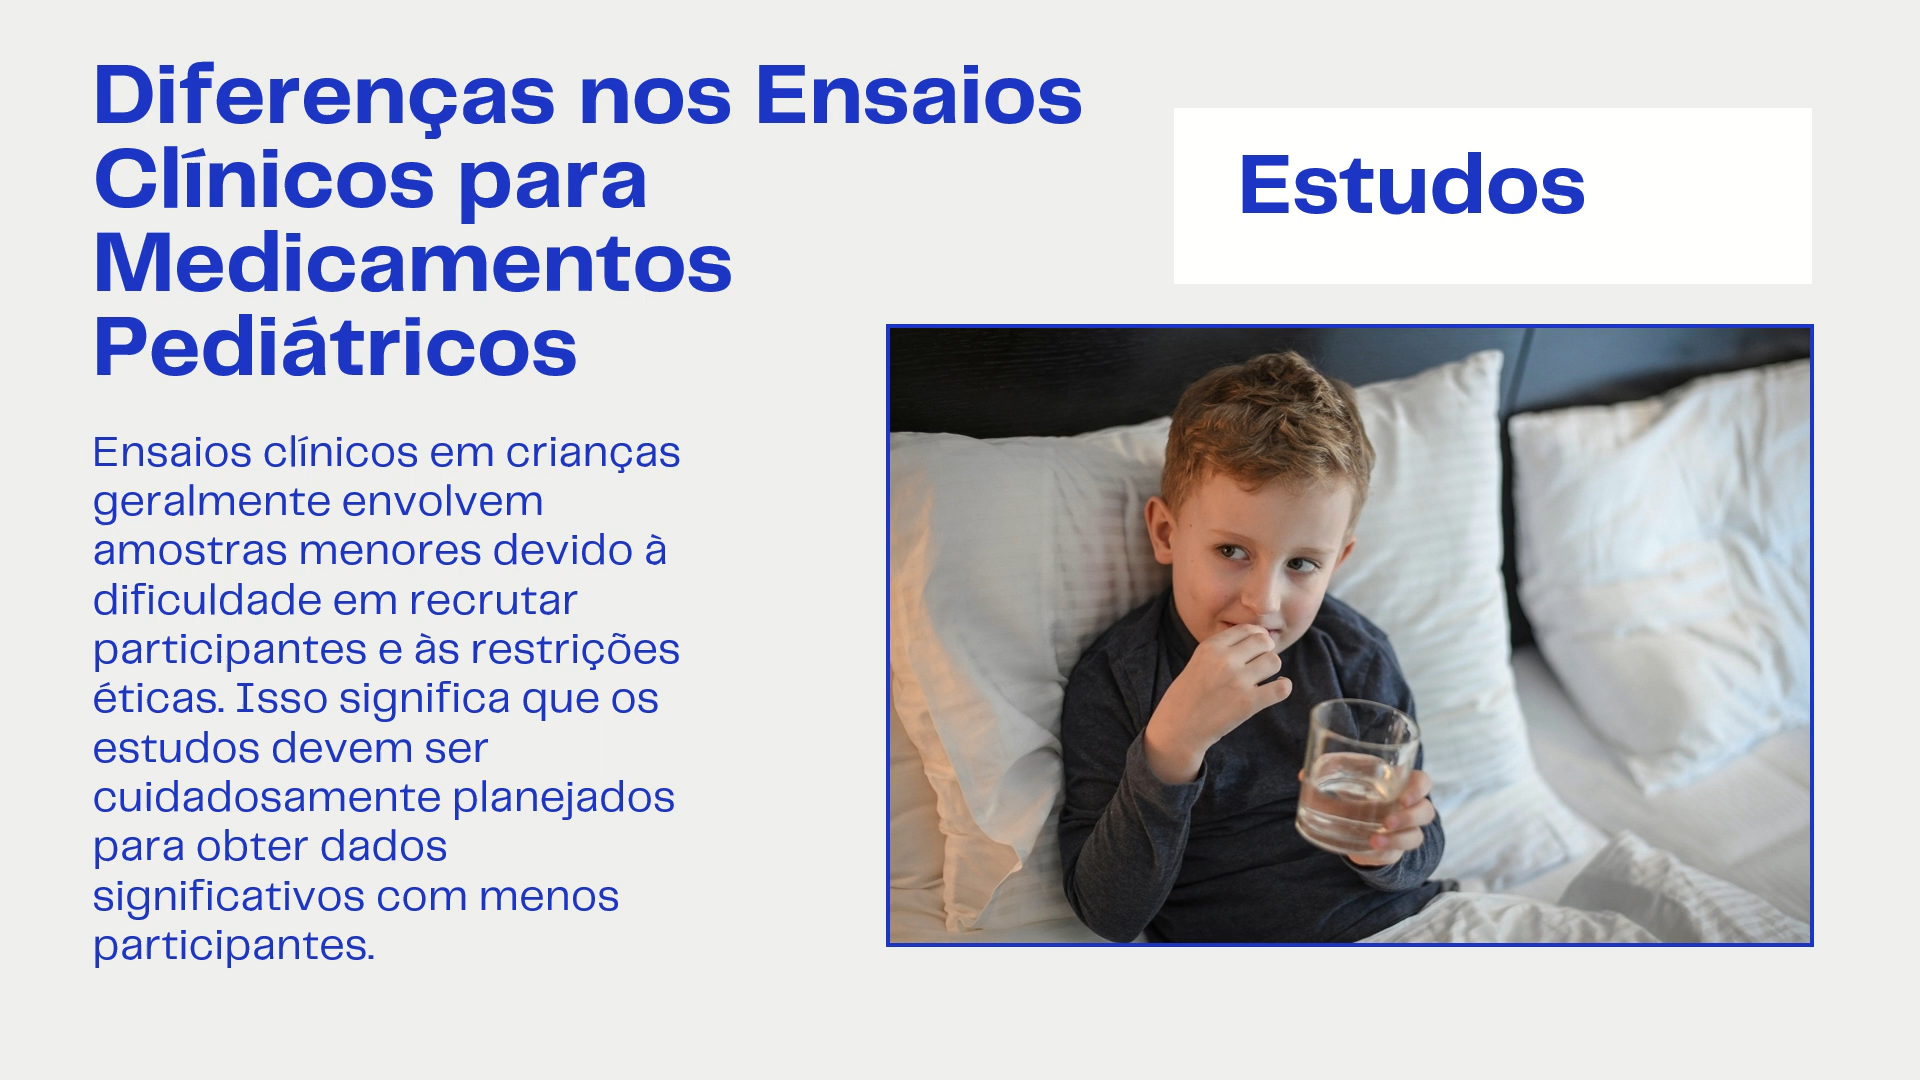 Diferenças nos Ensaios
Clínicos para
Medicamentos
Pediátricos
Estudos
Ensaios clínicos em crianças
geralmente envolvem
amostras menores devido à
dificuldade em recrutar
participantes e às restrições
éticas. Isso significa que os
estudos devem ser
cuidadosamente planejados
para obter dados
significativos com menos
participantes.